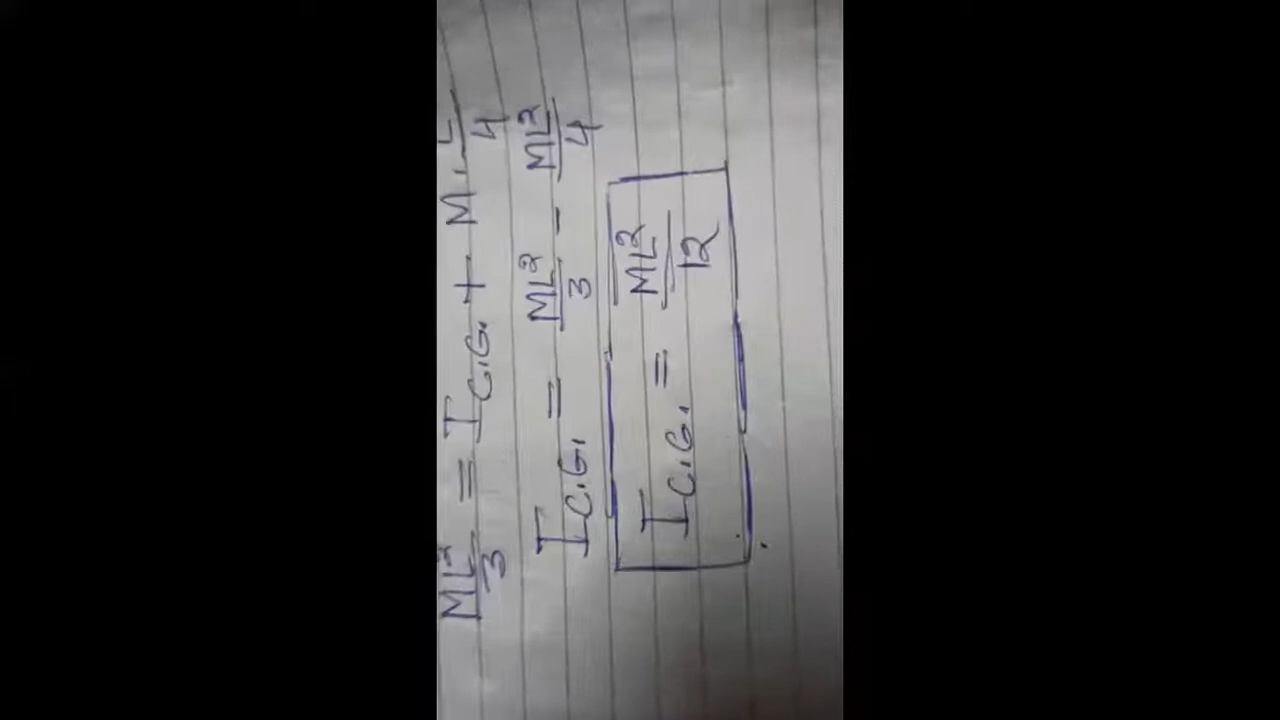 ML²/3 = I_C.G. + M.L²/4
I_C.G. = ML²/3 - ML²/4
I_C.G. = ML²/12